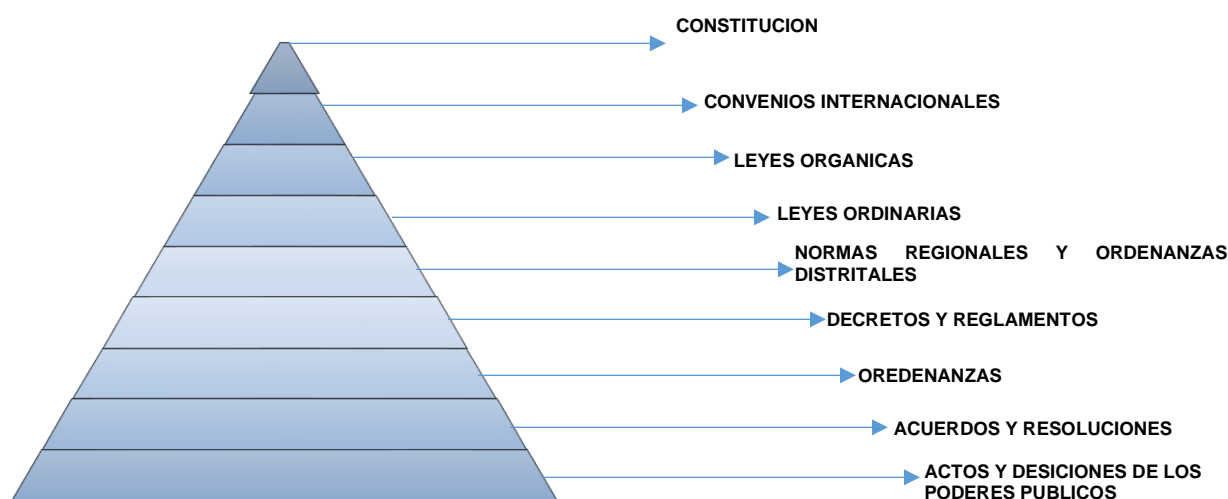 CONSTITUCION
CONVENIOS INTERNACIONALES
LEYES ORGANICAS
LEYES ORDINARIAS
NORMAS REGIONALES Y ORDENANZAS
DISTRITALES
DECRETOS Y REGLAMENTOS
OREDENANZAS
ACUERDOS Y RESOLUCIONES
ACTOS Y DESICIONES DE LOS
PODERES PUBLICOS